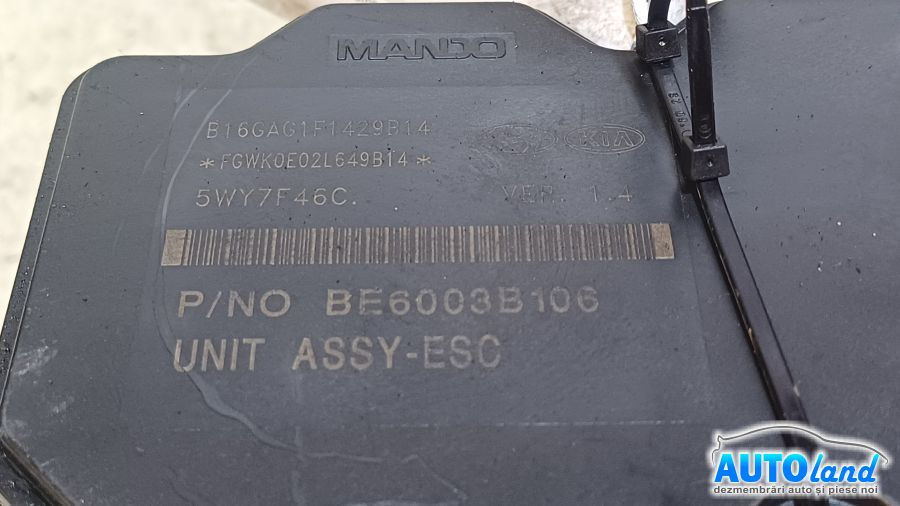 MANDO
B16GAG1F1429B14
KIA
*FGWK0E02L649B14*
5WY7F46C. VER. 1.4
P/NO BE6003B106
UNIT ASSY-ESC
AUTOland
dezmembrări auto și piese noi